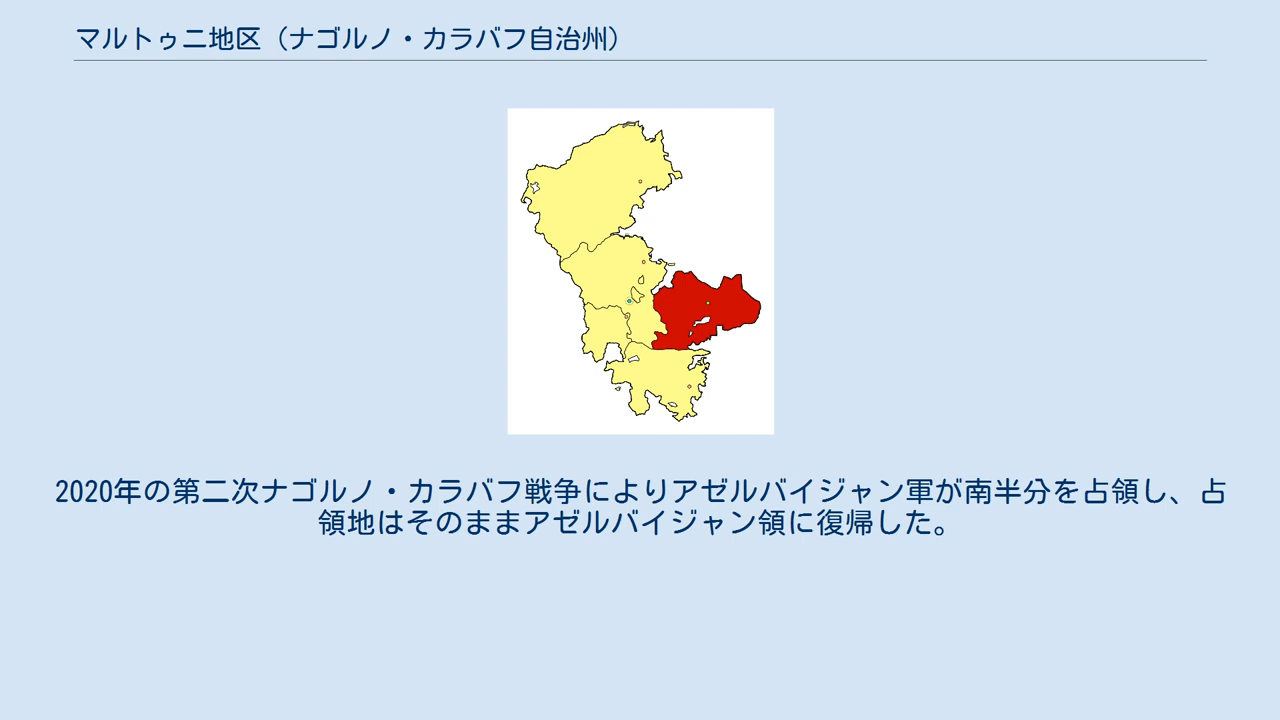 マルトゥニ地区（ナゴルノ・カラバフ自治州）
2020年の第二次ナゴルノ・カラバフ戦争によりアゼルバイジャン軍が南半分を占領し、占
領地はそのままアゼルバイジャン領に復帰した。